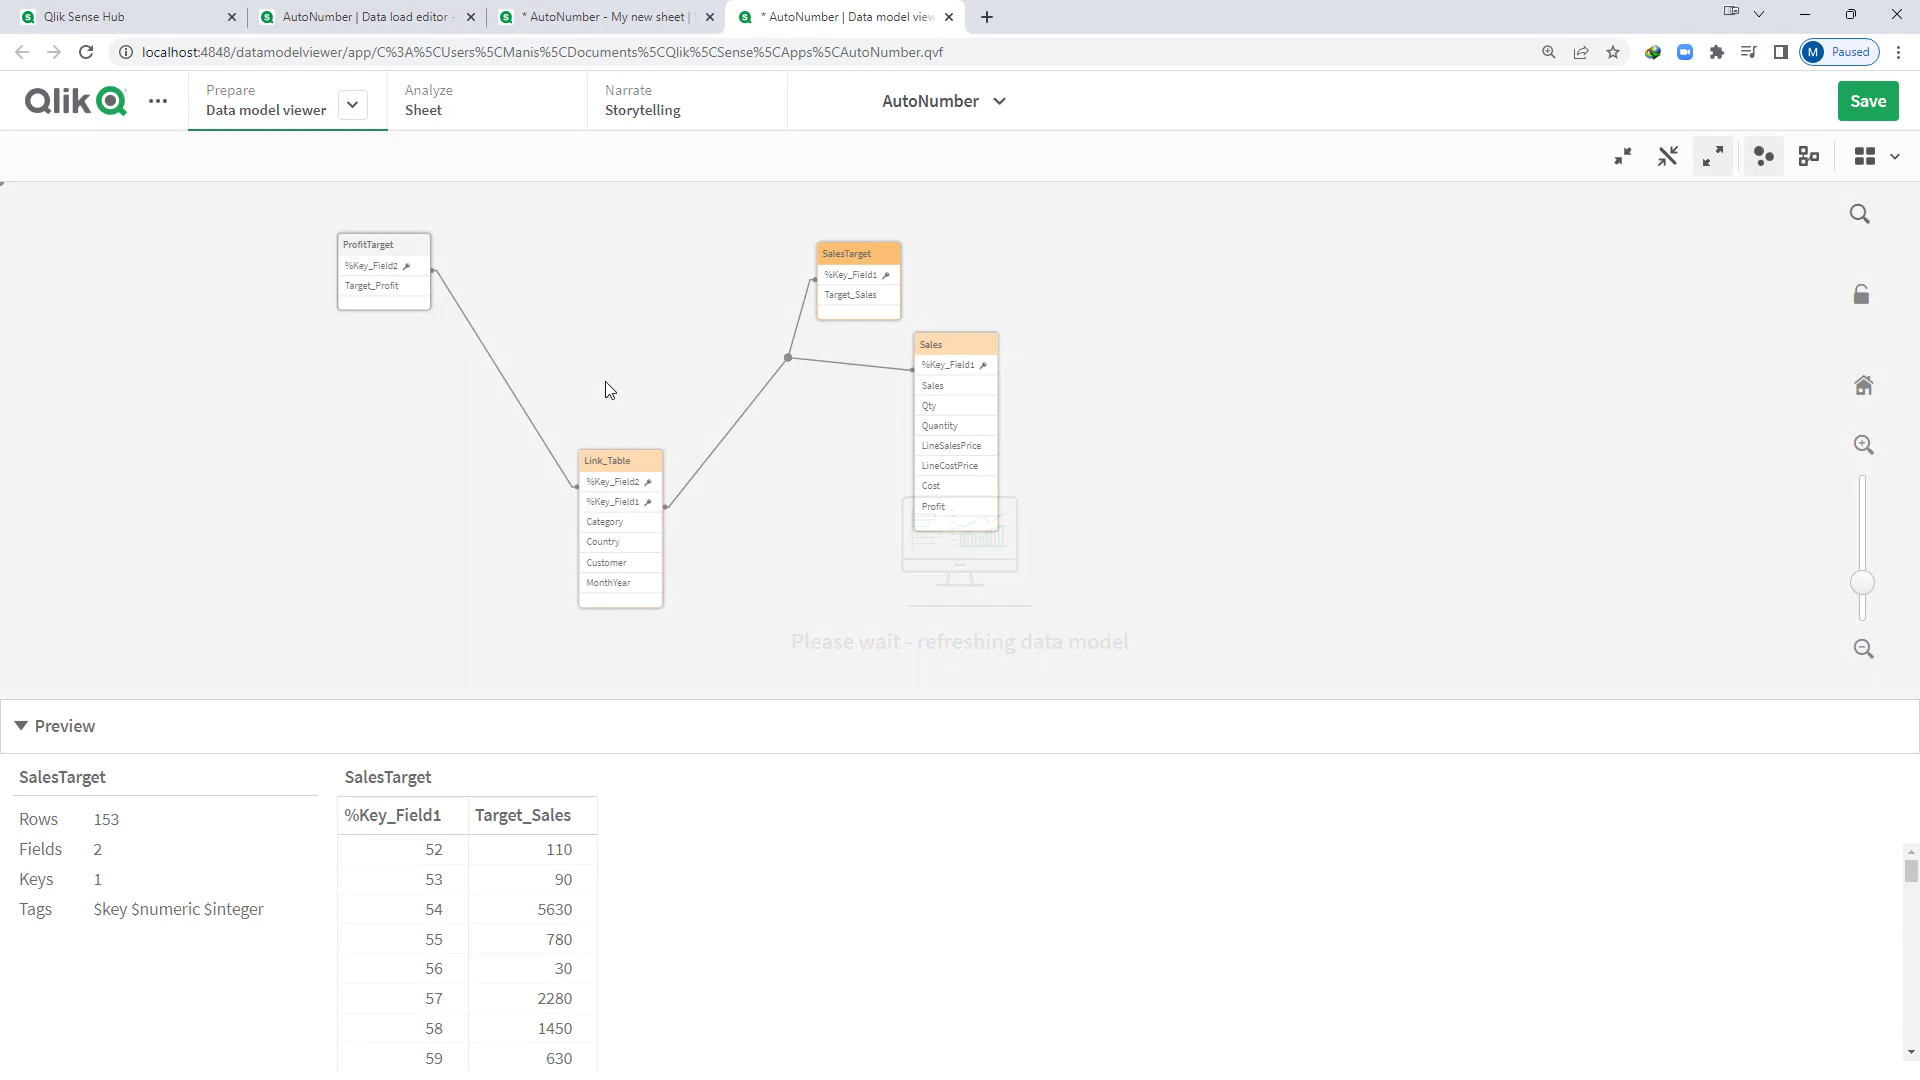 Qlik Sense Hub
AutoNumber | Data load editor -
* AutoNumber - My new sheet |
* AutoNumber | Data model view
localhost:4848/datamodelviewer/app/C%3A%5CUsers%5CManis%5CDocuments%5CQlik%5CSense%5CApps%5CAutoNumber.qvf
M Paused
Qlik
Prepare
Data model viewer
Analyze
Sheet
Narrate
Storytelling
AutoNumber
Save
ProfitTarget
%Key_Field2
Target_Profit
SalesTarget
%Key_Field1
Target_Sales
Sales
%Key_Field1
Sales
Qty
Quantity
LineSalesPrice
LineCostPrice
Cost
Profit
Link_Table
%Key_Field2
%Key_Field1
Category
Country
Customer
MonthYear
Please wait - refreshing data model
Preview
SalesTarget
Rows 153
Fields 2
Keys 1
Tags $key $numeric $integer
SalesTarget
%Key_Field1 Target_Sales
52 110
53 90
54 5630
55 780
56 30
57 2280
58 1450
59 630